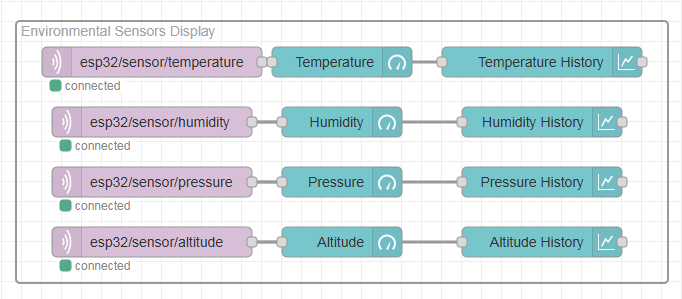 Environmental Sensors Display
esp32/sensor/temperature Temperature Temperature History
connected
esp32/sensor/humidity Humidity Humidity History
connected
esp32/sensor/pressure Pressure Pressure History
connected
esp32/sensor/altitude Altitude Altitude History
connected